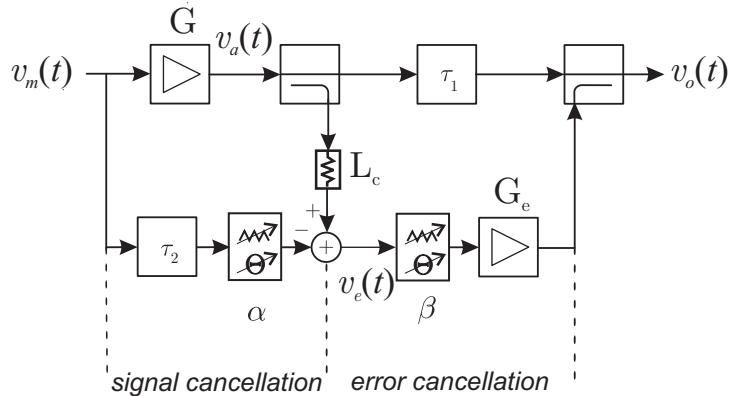 G
v_m(t)
v_a(t)
τ_1
v_o(t)
L_c
+
−
+
τ_2
Θ
α
v_e(t)
Θ
β
G_e
signal cancellation
error cancellation